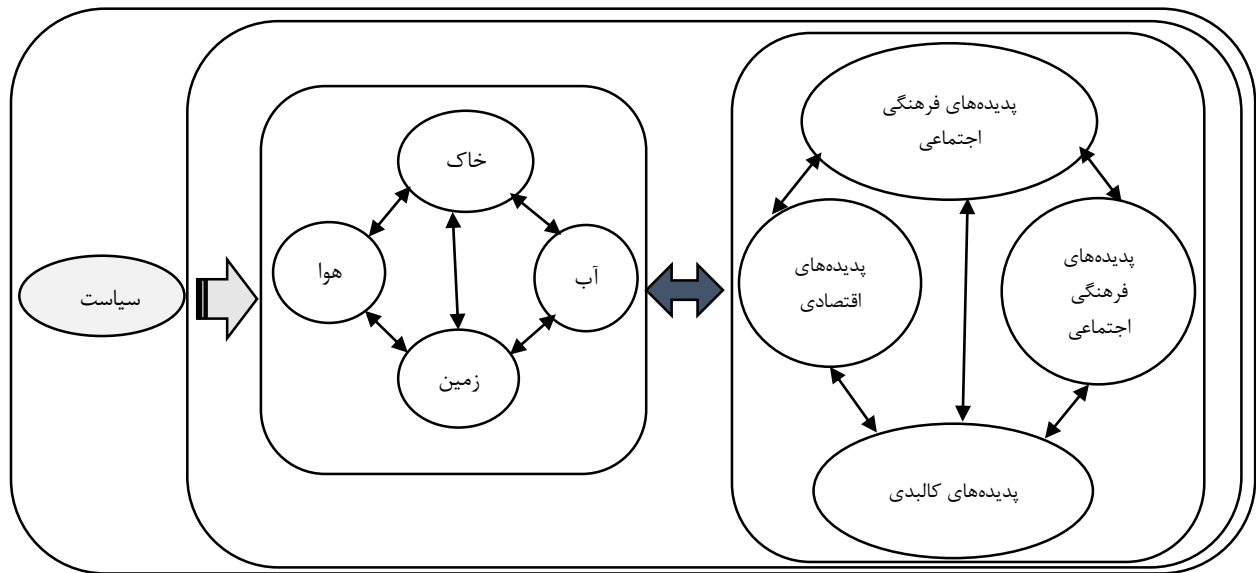 پدیده‌های فرهنگی
اجتماعی
خاک
هوا
آب
زمین
سیاست
پدیده‌های
فرهنگی
اجتماعی
پدیده‌های
اقتصادی
پدیده‌های کالبدی